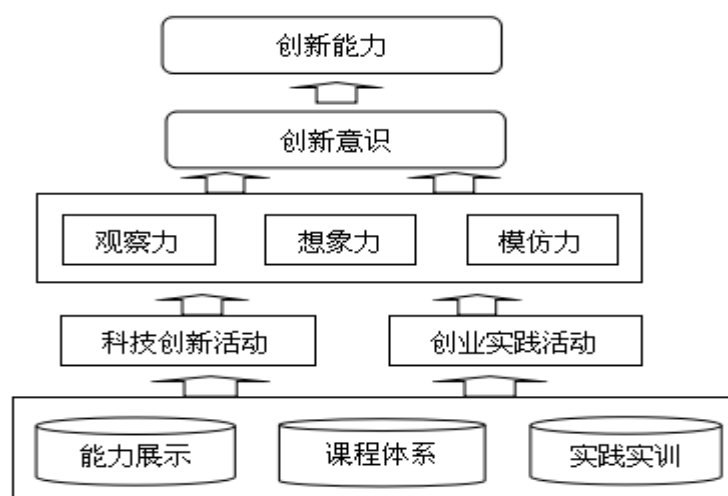 创新能力
创新意识
观察力
想象力
模仿力
科技创新活动
创业实践活动
能力展示
课程体系
实践实训